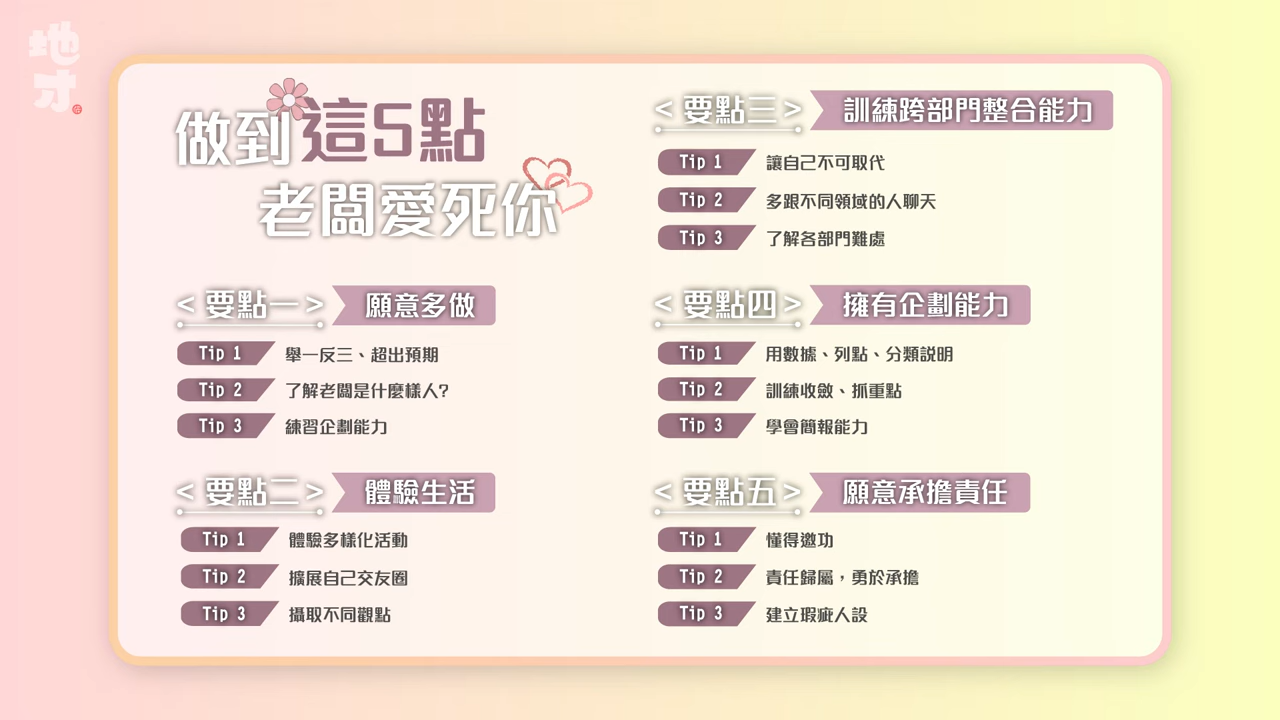 地才
做到這5點
老闆愛死你
<要點一> 願意多做
Tip 1 舉一反三、超出預期
Tip 2 了解老闆是什麼樣人?
Tip 3 練習企劃能力
<要點二> 體驗生活
Tip 1 體驗多樣化活動
Tip 2 擴展自己交友圈
Tip 3 攝取不同觀點
<要點三> 訓練跨部門整合能力
Tip 1 讓自己不可取代
Tip 2 多跟不同領域的人聊天
Tip 3 了解各部門難處
<要點四> 擁有企劃能力
Tip 1 用數據、列點、分類說明
Tip 2 訓練收斂、抓重點
Tip 3 學會簡報能力
<要點五> 願意承擔責任
Tip 1 懂得邀功
Tip 2 責任歸屬，勇於承擔
Tip 3 建立瑕疵人設